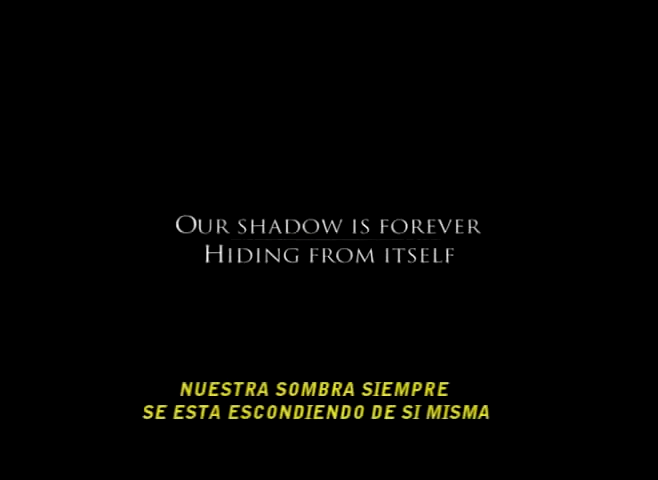 Our shadow is forever
Hiding from itself
NUESTRA SOMBRA SIEMPRE
SE ESTA ESCONDIENDO DE SI MISMA